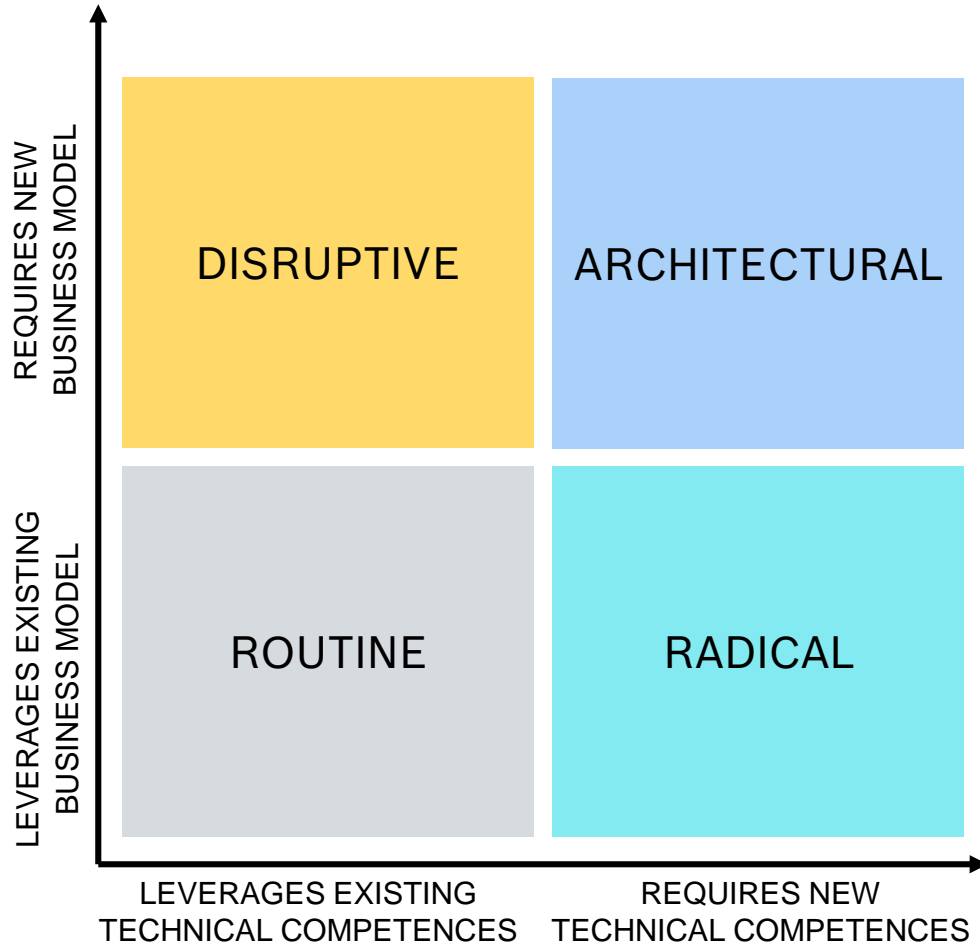 REQUIRES NEW
BUSINESS MODEL
DISRUPTIVE
ARCHITECTURAL
LEVERAGES EXISTING
BUSINESS MODEL
ROUTINE
RADICAL
LEVERAGES EXISTING
TECHNICAL COMPETENCES
REQUIRES NEW
TECHNICAL COMPETENCES